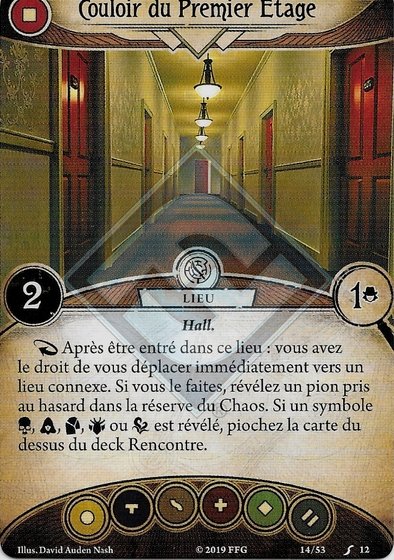 Couloir du Premier Étage
2
LIEU
1
Hall.
Après être entré dans ce lieu : vous avez
le droit de vous déplacer immédiatement vers un
lieu connexe. Si vous le faites, révélez un pion pris
au hasard dans la réserve du Chaos. Si un symbole
, , , ou est révélé, piochez la carte du
dessus du deck Rencontre.
Illus. David Auden Nash © 2019 FFG 14/53 12